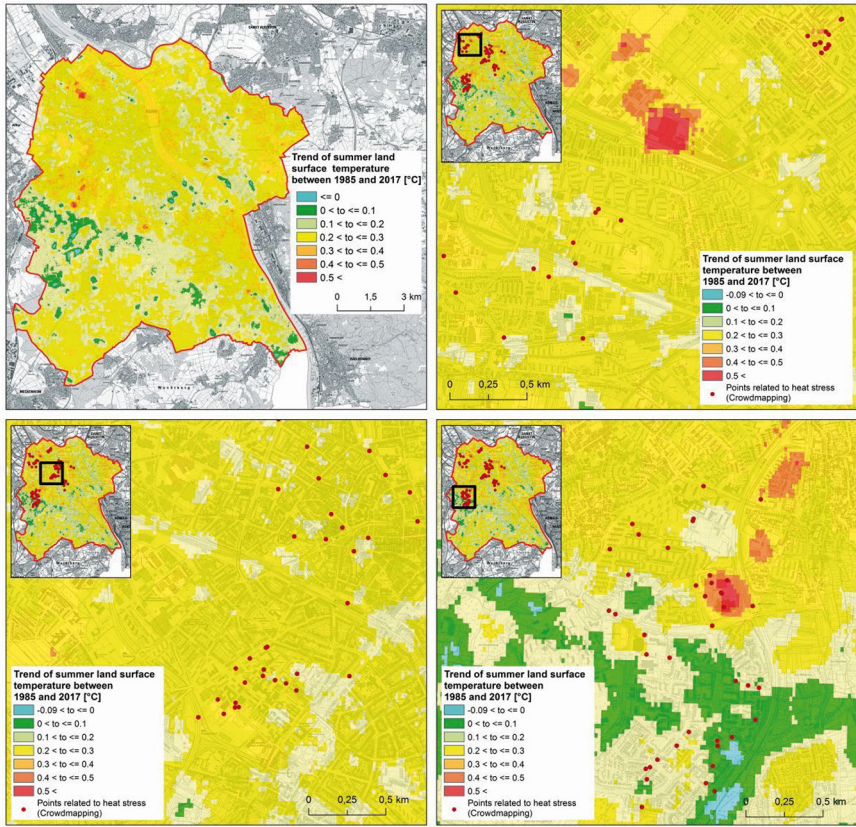 SANKT AUGUSTIN
Trend of summer land
surface temperature
between 1985 and 2017 [°C]
<= 0
0 < to <= 0.1
0.1 < to <= 0.2
0.2 < to <= 0.3
0.3 < to <= 0.4
0.4 < to <= 0.5
0.5 <
0 1,5 3 km
BAD HONNEF
Wachtberg
MECKENHEIM
Trend of summer land surface
temperature between
1985 and 2017 [°C]
-0.09 < to <= 0
0 < to <= 0.1
0.1 < to <= 0.2
0.2 < to <= 0.3
0.3 < to <= 0.4
0.4 < to <= 0.5
0.5 <
Points related to heat stress
(Crowdmapping)
0 0,25 0,5 km
Trend of summer land surface
temperature between
1985 and 2017 [°C]
-0.09 < to <= 0
0 < to <= 0.1
0.1 < to <= 0.2
0.2 < to <= 0.3
0.3 < to <= 0.4
0.4 < to <= 0.5
0.5 <
Points related to heat stress
(Crowdmapping)
0 0,25 0,5 km
Trend of summer land surface
temperature between
1985 and 2017 [°C]
-0.09 < to <= 0
0 < to <= 0.1
0.1 < to <= 0.2
0.2 < to <= 0.3
0.3 < to <= 0.4
0.4 < to <= 0.5
0.5 <
Points related to heat stress
(Crowdmapping)
0 0,25 0,5 km